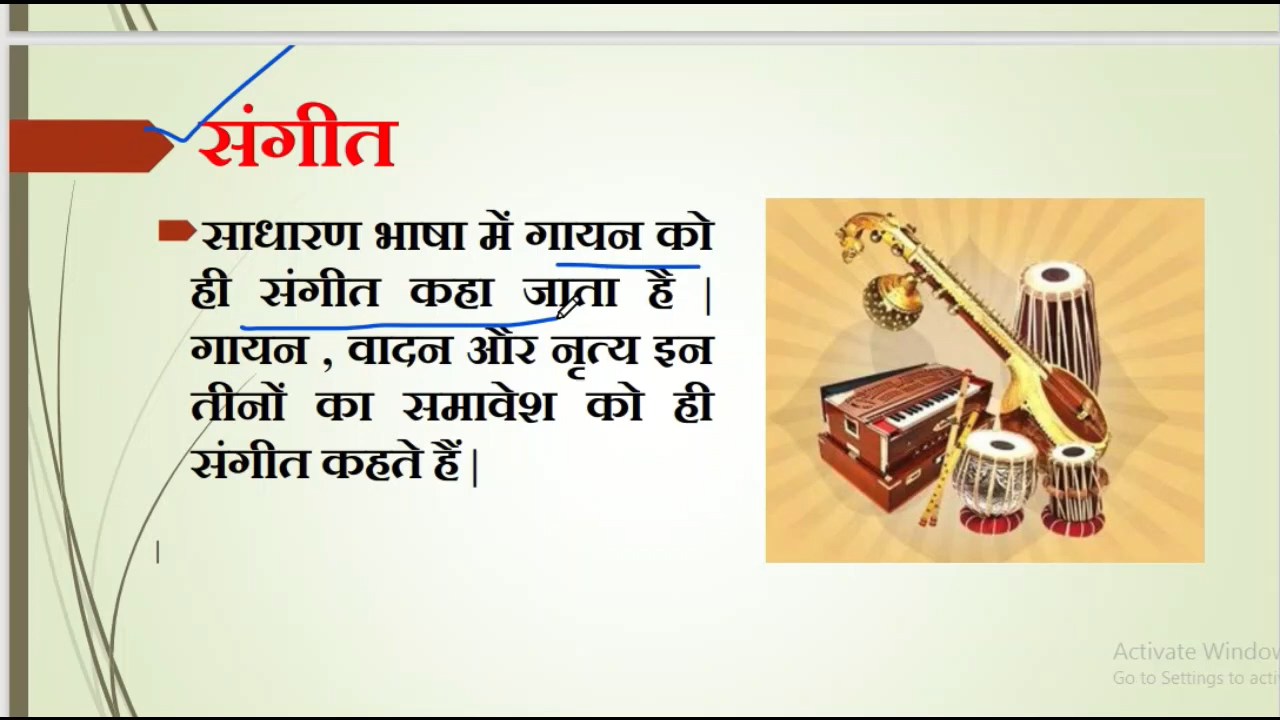 संगीत
साधारण भाषा में गायन को
ही संगीत कहा जाता है |
गायन , वादन और नृत्य इन
तीनों का समावेश को ही
संगीत कहते हैं |
|
Activate Window
Go to Settings to acti